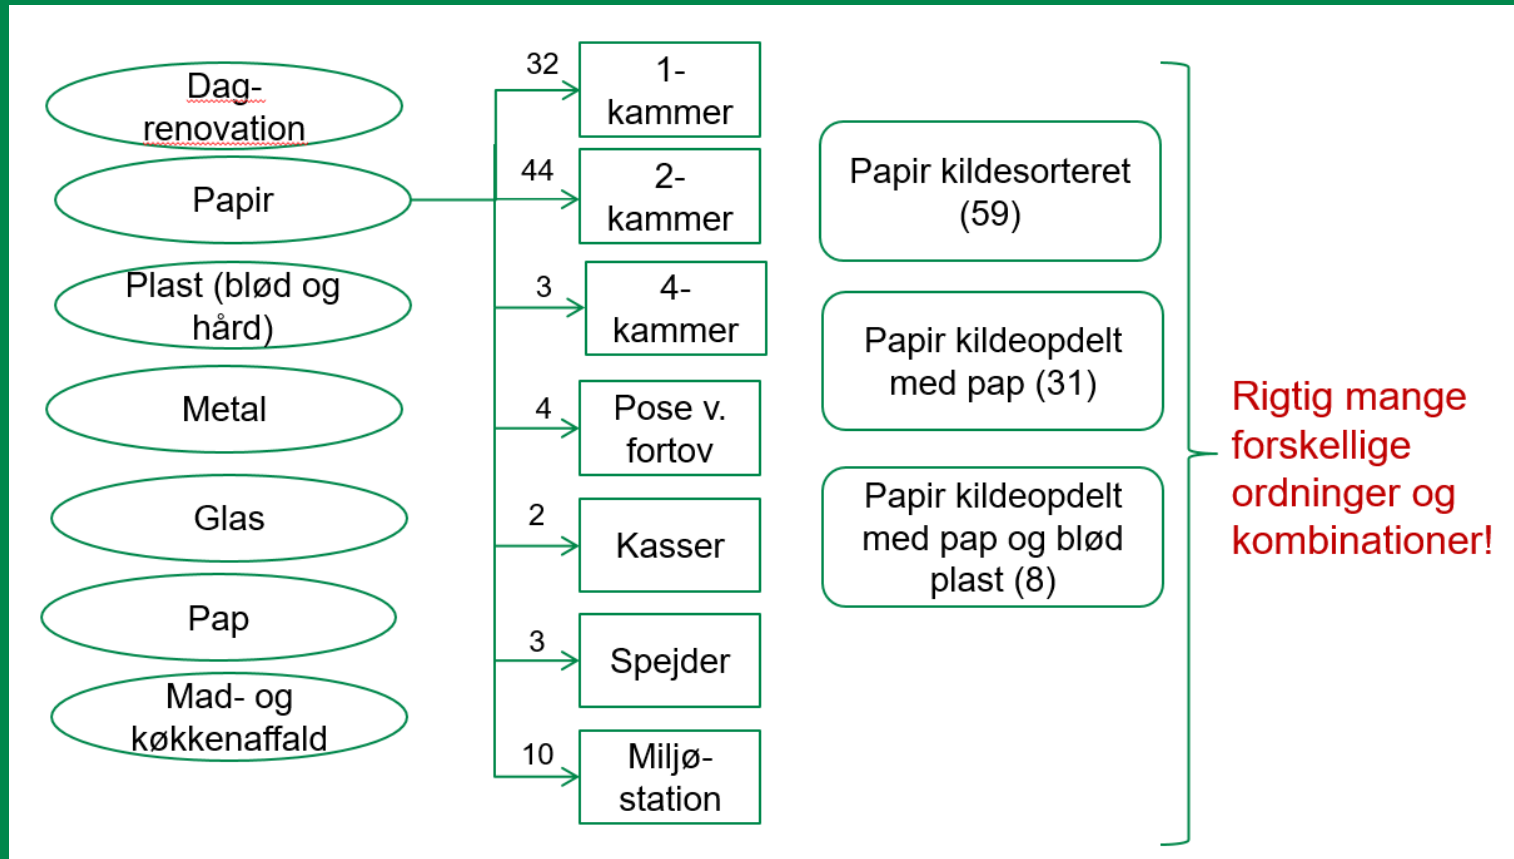 Dag-
renovation
Papir
Plast (blød og
hård)
Metal
Glas
Pap
Mad- og
køkkenaffald
32
1-
kammer
44
2-
kammer
3
4-
kammer
4
Pose v.
fortov
2
Kasser
3
Spejder
10
Miljø-
station
Papir kildesorteret
(59)
Papir kildeopdelt
med pap (31)
Papir kildeopdelt
med pap og blød
plast (8)
Rigtig mange
forskellige
ordninger og
kombinationer!